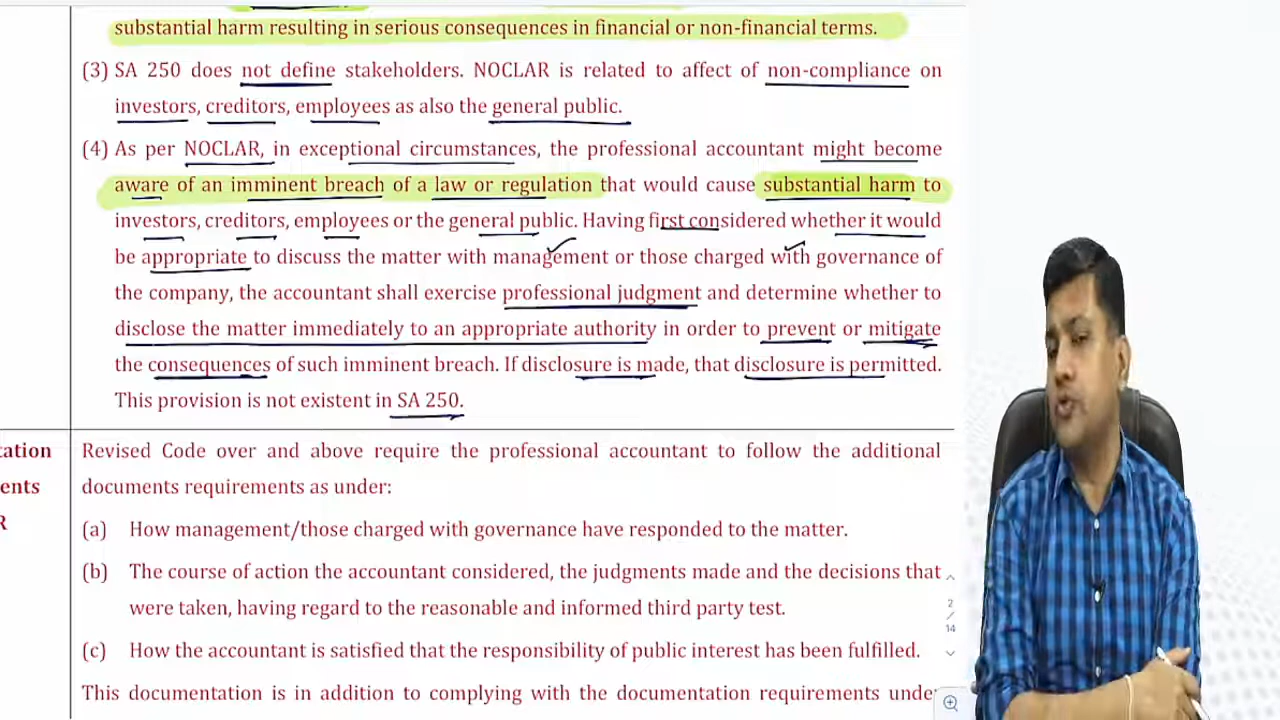 substantial harm resulting in serious consequences in financial or non-financial terms.
(3) SA 250 does not define stakeholders. NOCLAR is related to affect of non-compliance on
investors, creditors, employees as also the general public.
(4) As per NOCLAR, in exceptional circumstances, the professional accountant might become
aware of an imminent breach of a law or regulation that would cause substantial harm to
investors, creditors, employees or the general public. Having first considered whether it would
be appropriate to discuss the matter with management or those charged with governance of
the company, the accountant shall exercise professional judgment and determine whether to
disclose the matter immediately to an appropriate authority in order to prevent or mitigate
the consequences of such imminent breach. If disclosure is made, that disclosure is permitted.
This provision is not existent in SA 250.
tation
ents
R
Revised Code over and above require the professional accountant to follow the additional
documents requirements as under:
(a) How management/those charged with governance have responded to the matter.
(b) The course of action the accountant considered, the judgments made and the decisions that
were taken, having regard to the reasonable and informed third party test.
(c) How the accountant is satisfied that the responsibility of public interest has been fulfilled.
This documentation is in addition to complying with the documentation requirements under
2
/
14